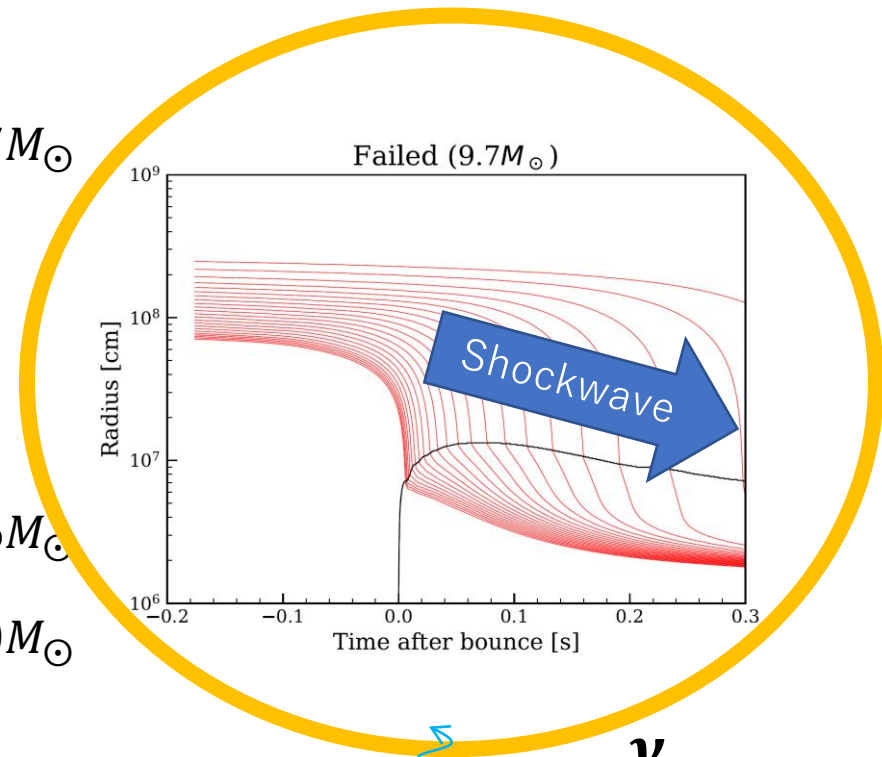 M⊙
Failed (9.7M⊙)
10⁹
10⁸
10⁷
10⁶
Radius [cm]
Shockwave
M⊙
M⊙
−0.2 −0.1 0.0 0.1 0.2 0.3
Time after bounce [s]
ν